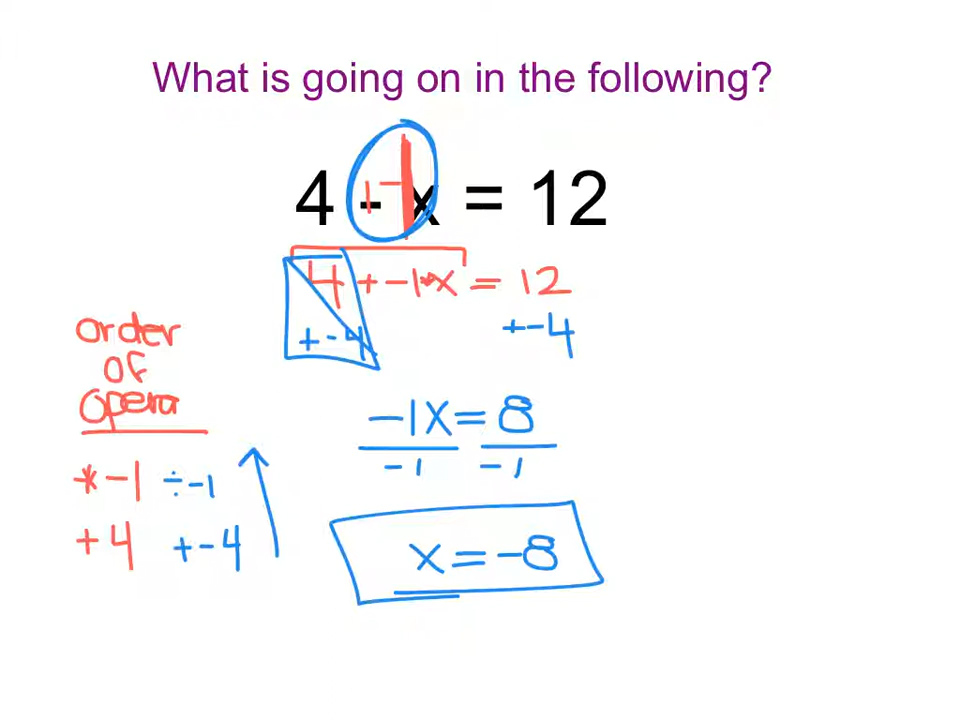 What is going on in the following?
4 - x = 12
+ -1
4 + -1*x = 12
+-4 +-4
order
of
opera
-1x = 8
-1 -1
*-1 ÷-1
+4 +-4
x = -8